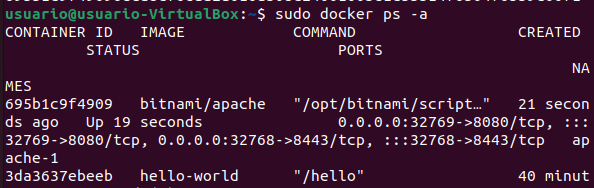 usuario@usuario-VirtualBox:~$ sudo docker ps -a
CONTAINER ID   IMAGE            COMMAND                  CREATED
         STATUS                     PORTS
                                                              NA
MES
695b1c9f4909   bitnami/apache   "/opt/bitnami/script…"   21 secon
ds ago   Up 19 seconds              0.0.0.0:32769->8080/tcp, :::
32769->8080/tcp, 0.0.0.0:32768->8443/tcp, :::32768->8443/tcp   ap
ache-1
3da3637ebeeb   hello-world      "/hello"                 40 minut